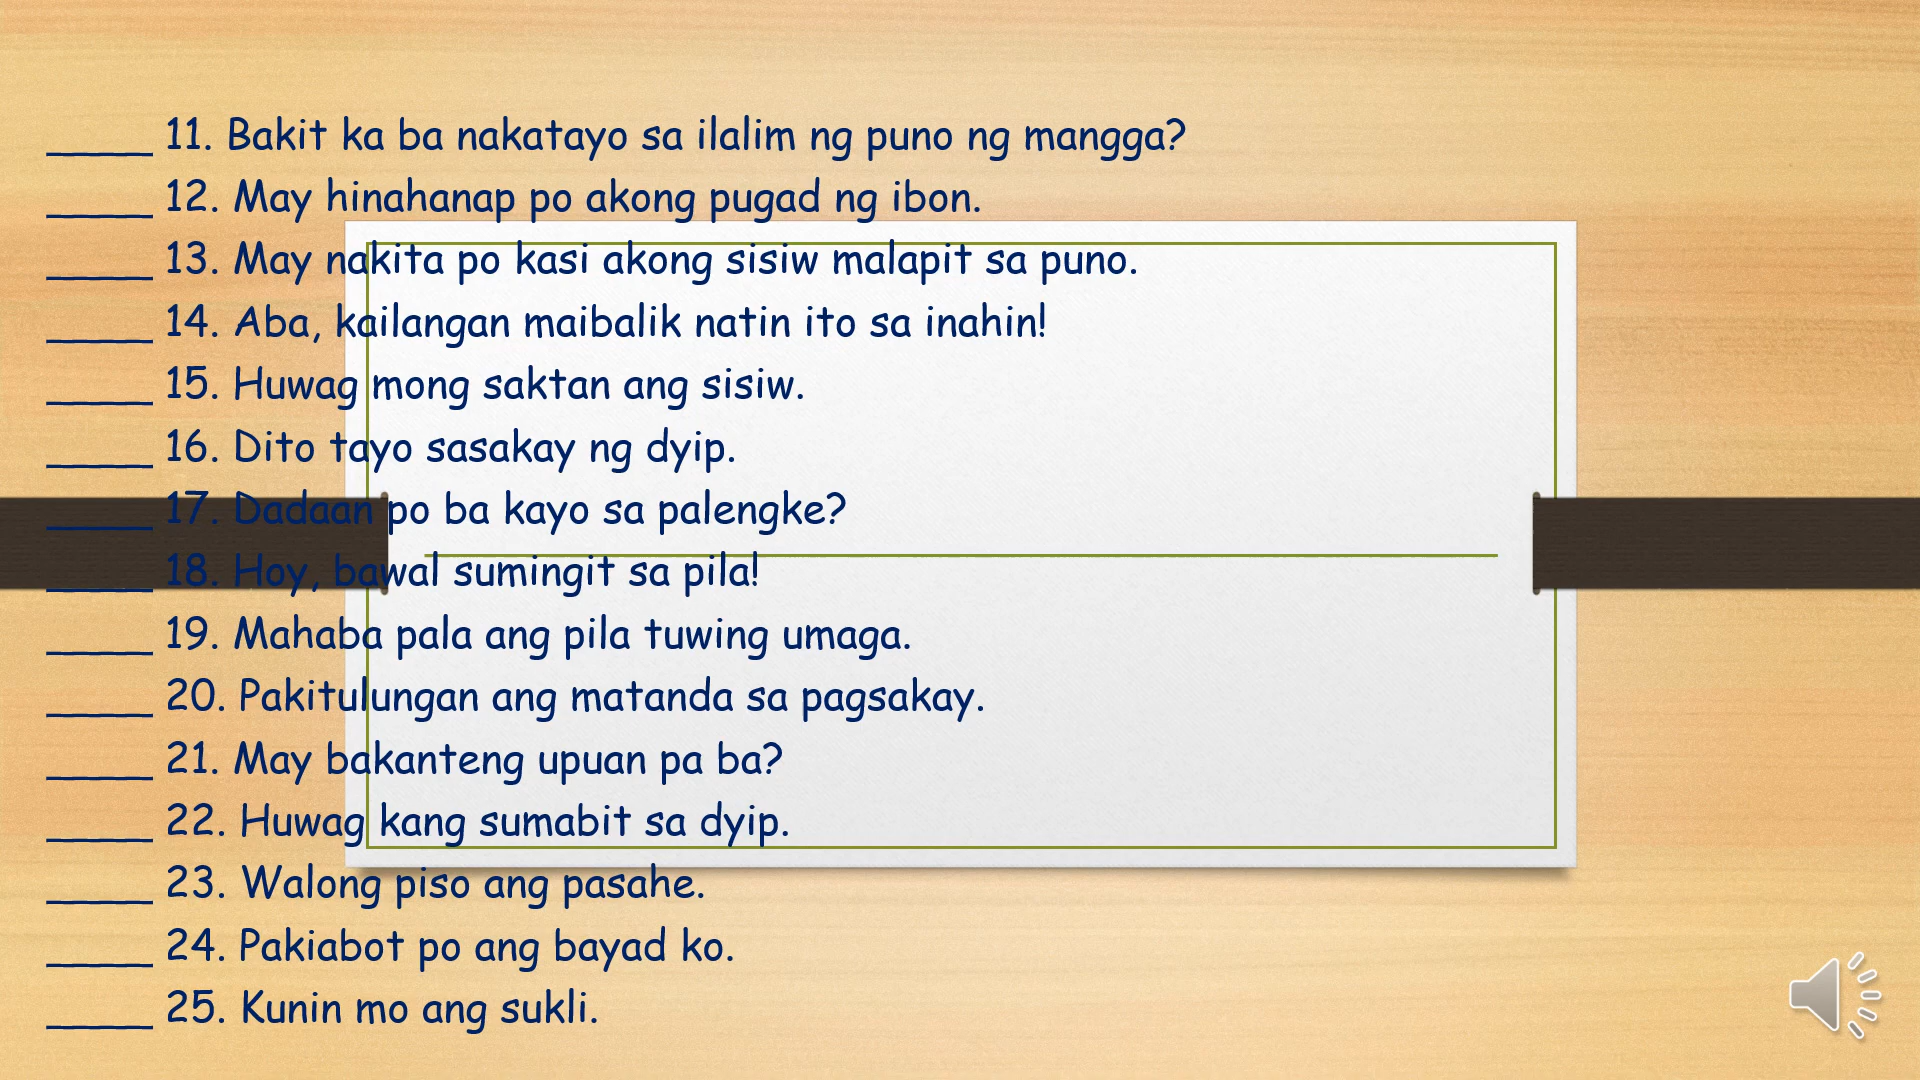 _____ 11. Bakit ka ba nakatayo sa ilalim ng puno ng mangga?
_____ 12. May hinahanap po akong pugad ng ibon.
_____ 13. May nakita po kasi akong sisiw malapit sa puno.
_____ 14. Aba, kailangan maibalik natin ito sa inahin!
_____ 15. Huwag mong saktan ang sisiw.
_____ 16. Dito tayo sasakay ng dyip.
_____ 17. Dadaan po ba kayo sa palengke?
_____ 18. Hoy, bawal sumingit sa pila!
_____ 19. Mahaba pala ang pila tuwing umaga.
_____ 20. Pakitulungan ang matanda sa pagsakay.
_____ 21. May bakanteng upuan pa ba?
_____ 22. Huwag kang sumabit sa dyip.
_____ 23. Walong piso ang pasahe.
_____ 24. Pakiabot po ang bayad ko.
_____ 25. Kunin mo ang sukli.